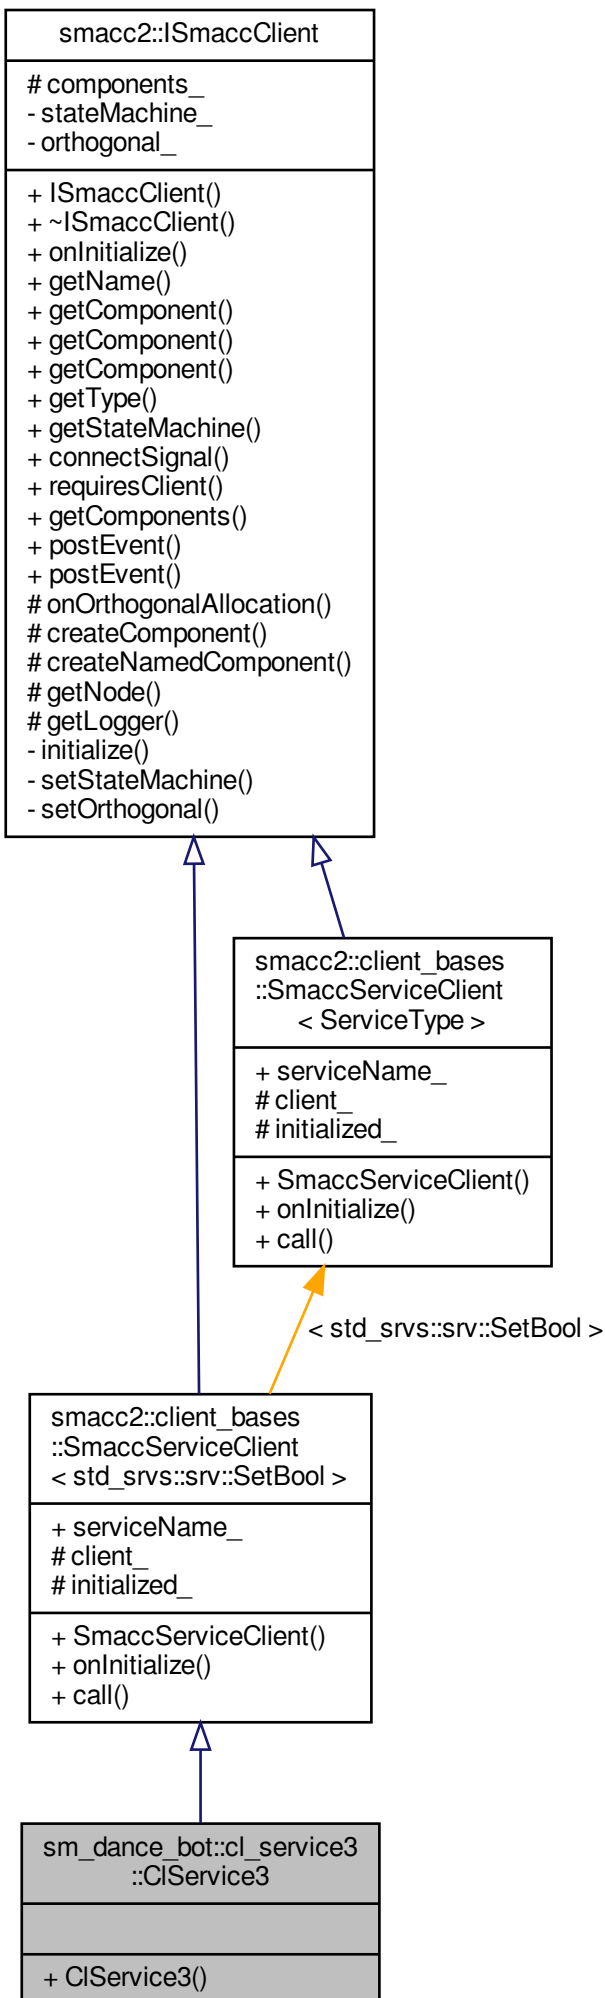 smacc2::ISmaccClient
# components_
- stateMachine_
- orthogonal_
+ ISmaccClient()
+ ~ISmaccClient()
+ onInitialize()
+ getName()
+ getComponent()
+ getComponent()
+ getComponent()
+ getType()
+ getStateMachine()
+ connectSignal()
+ requiresClient()
+ getComponents()
+ postEvent()
+ postEvent()
# onOrthogonalAllocation()
# createComponent()
# createNamedComponent()
# getNode()
# getLogger()
- initialize()
- setStateMachine()
- setOrthogonal()
smacc2::client_bases
::SmaccServiceClient
< ServiceType >
+ serviceName_
# client_
# initialized_
+ SmaccServiceClient()
+ onInitialize()
+ call()
< std_srvs::srv::SetBool >
smacc2::client_bases
::SmaccServiceClient
< std_srvs::srv::SetBool >
+ serviceName_
# client_
# initialized_
+ SmaccServiceClient()
+ onInitialize()
+ call()
sm_dance_bot::cl_service3
::ClService3
+ ClService3()